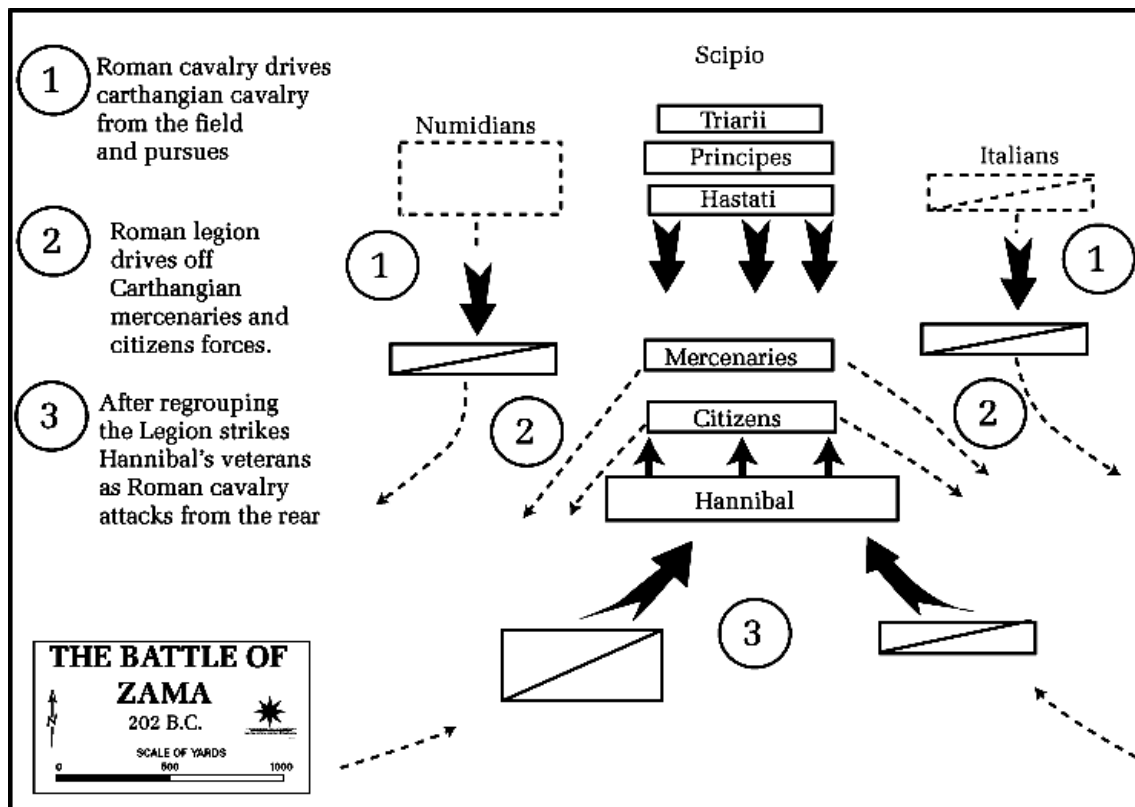 1
Roman cavalry drives
carthangian cavalry
from the field
and pursues
2
Roman legion
drives off
Carthangian
mercenaries and
citizens forces.
3
After regrouping
the Legion strikes
Hannibal's veterans
as Roman cavalry
attacks from the rear
Scipio
Numidians
Triarii
Principes
Hastati
Italians
1
1
Mercenaries
2
Citizens
2
Hannibal
3
THE BATTLE OF
ZAMA
202 B.C.
N
SCALE OF YARDS
0 500 1000